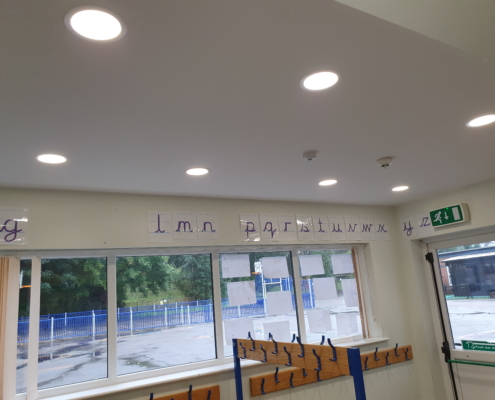 g l m n p q r s t u v w x y z